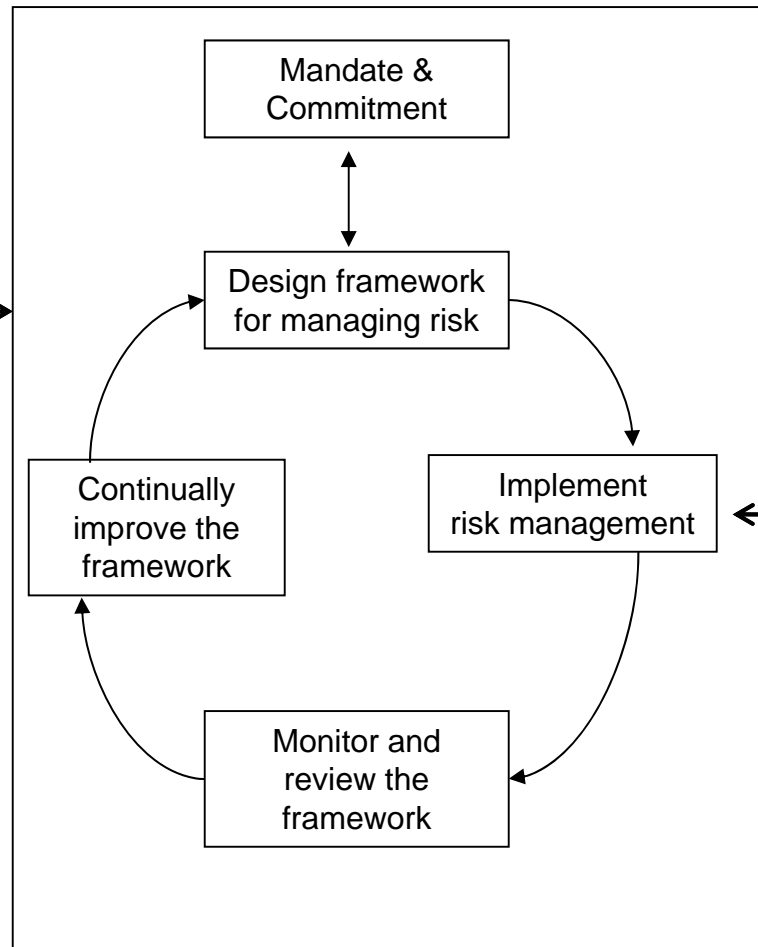 Mandate &
Commitment
Design framework
for managing risk
Continually
improve the
framework
Implement
risk management
Monitor and
review the
framework